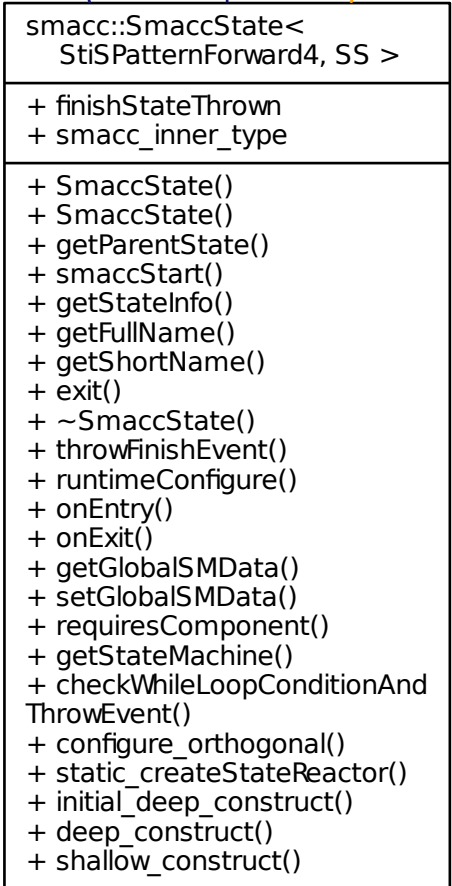 smacc::SmaccState<
StiSPatternForward4, SS >
+ finishStateThrown
+ smacc_inner_type
+ SmaccState()
+ SmaccState()
+ getParentState()
+ smaccStart()
+ getStateInfo()
+ getFullName()
+ getShortName()
+ exit()
+ ~SmaccState()
+ throwFinishEvent()
+ runtimeConfigure()
+ onEntry()
+ onExit()
+ getGlobalSMData()
+ setGlobalSMData()
+ requiresComponent()
+ getStateMachine()
+ checkWhileLoopConditionAnd
ThrowEvent()
+ configure_orthogonal()
+ static_createStateReactor()
+ initial_deep_construct()
+ deep_construct()
+ shallow_construct()